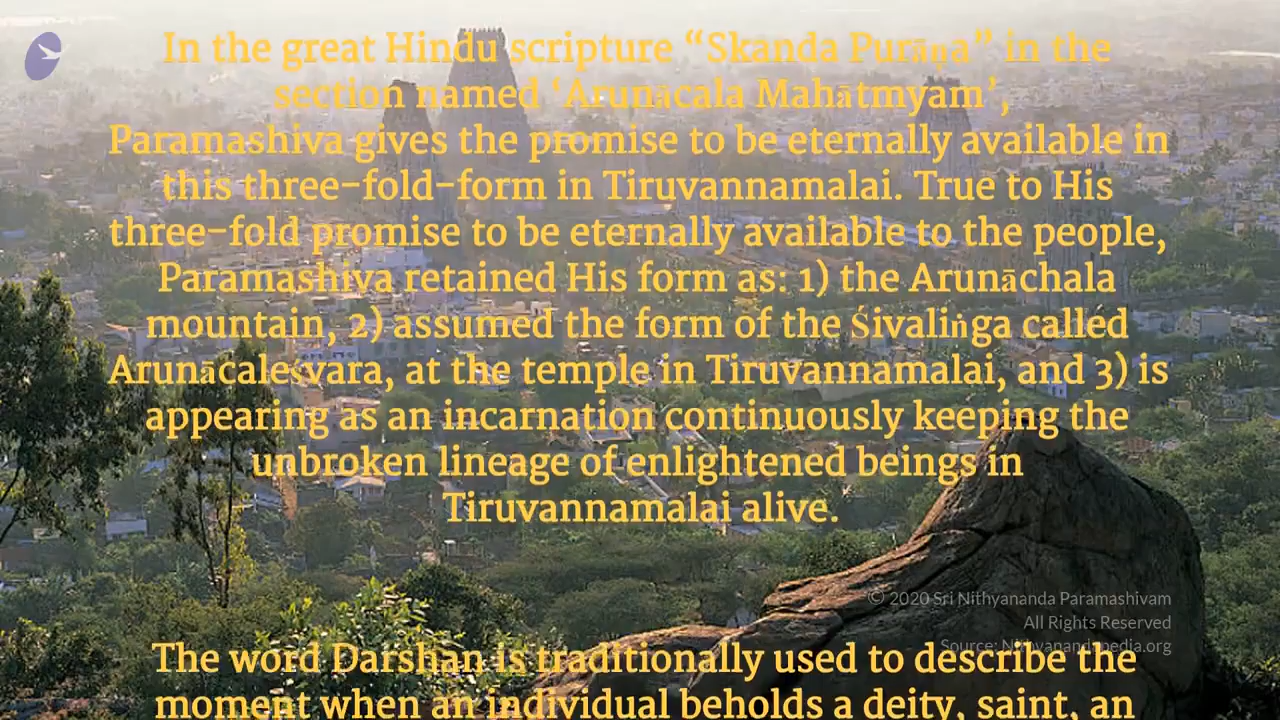 In the great Hindu scripture “Skanda Purāṇa” in the
section named ‘Arunācala Mahātmyam’,
Paramashiva gives the promise to be eternally available in
this three-fold-form in Tiruvannamalai. True to His
three-fold promise to be eternally available to the people,
Paramashiva retained His form as: 1) the Arunāchala
mountain, 2) assumed the form of the Śivaliṅga called
Arunācaleśvara, at the temple in Tiruvannamalai, and 3) is
appearing as an incarnation continuously keeping the
unbroken lineage of enlightened beings in
Tiruvannamalai alive.
© 2020 Sri Nithyananda Paramashivam
All Rights Reserved
Source: Nithyanandapedia.org
The word Darshan is traditionally used to describe the
moment when an individual beholds a deity, saint, an